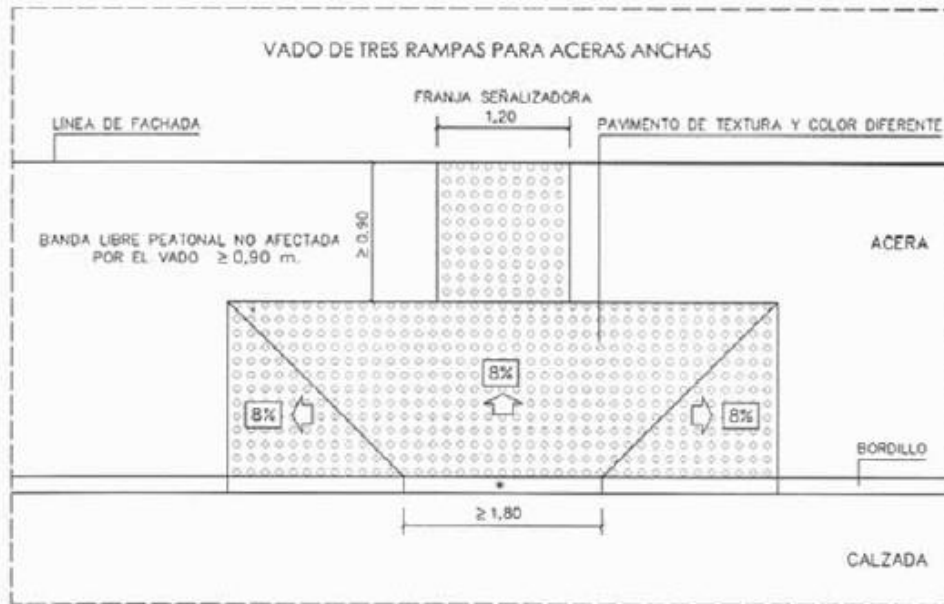 VADO DE TRES RAMPAS PARA ACERAS ANCHAS
FRANJA SEÑALIZADORA
1,20
LINEA DE FACHADA
PAVIMENTO DE TEXTURA Y COLOR DIFERENTE
≥ 0,90
BANDA LIBRE PEATONAL NO AFECTADA
POR EL VADO ≥ 0,90 m.
ACERA
8%
8%
8%
BORDILLO
*
≥ 1,80
CALZADA